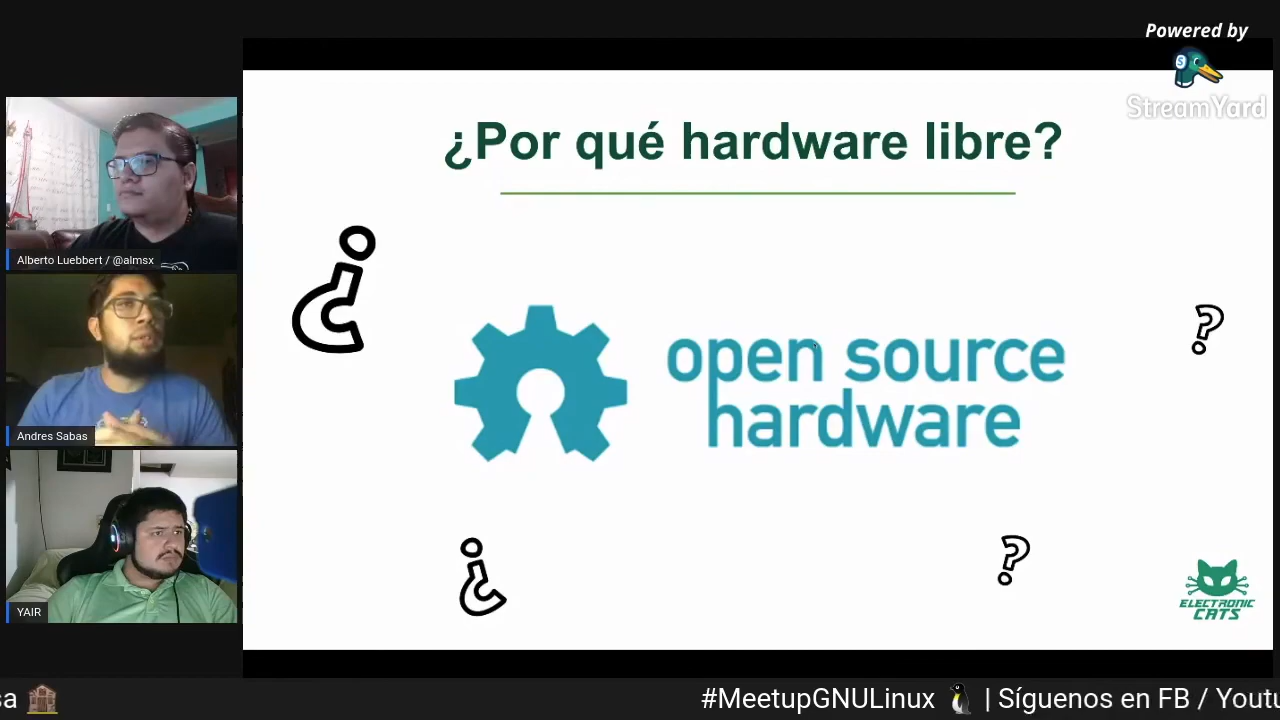 Powered by
StreamYard
¿Por qué hardware libre?
open source
hardware
ELECTRONIC
CATS
Alberto Luebbert / @almsx
Andres Sabas
YAIR
sa
#MeetupGNULinux | Síguenos en FB / Youtu